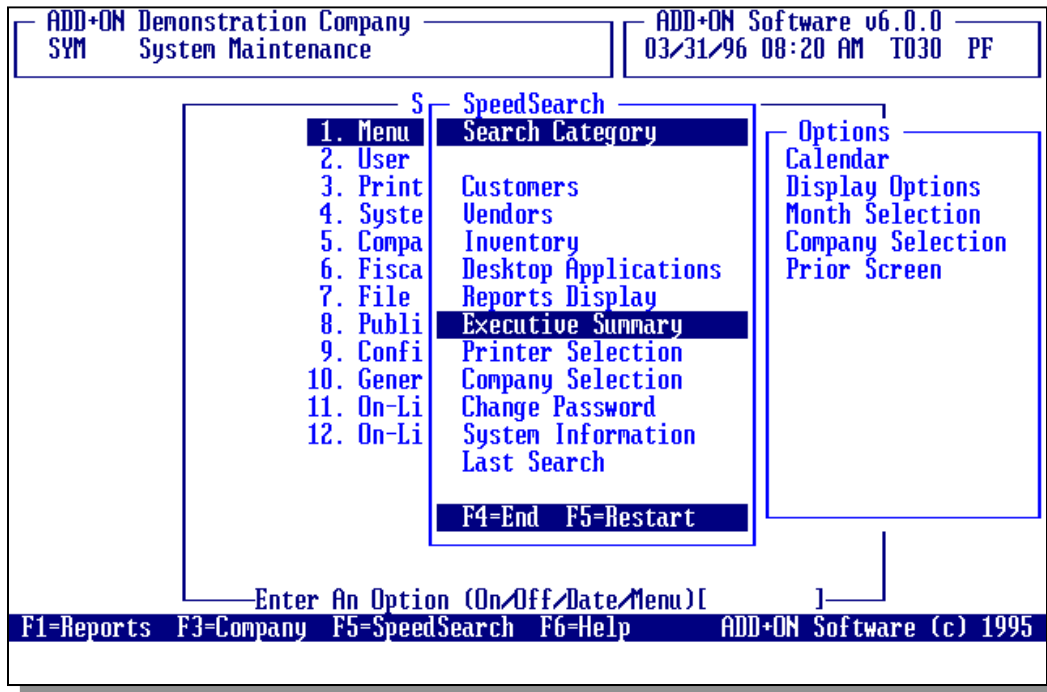 ADD+ON Demonstration Company
SYM System Maintenance
ADD+ON Software v6.0.0
03/31/96 08:20 AM T030 PF
S
1. Menu
2. User
3. Print
4. Syste
5. Compa
6. Fisca
7. File
8. Publi
9. Confi
10. Gener
11. On-Li
12. On-Li
SpeedSearch
Search Category
Customers
Vendors
Inventory
Desktop Applications
Reports Display
Executive Summary
Printer Selection
Company Selection
Change Password
System Information
Last Search
F4=End F5=Restart
Options
Calendar
Display Options
Month Selection
Company Selection
Prior Screen
Enter An Option (On/Off/Date/Menu)[ ]
F1=Reports F3=Company F5=SpeedSearch F6=Help ADD+ON Software (c) 1995